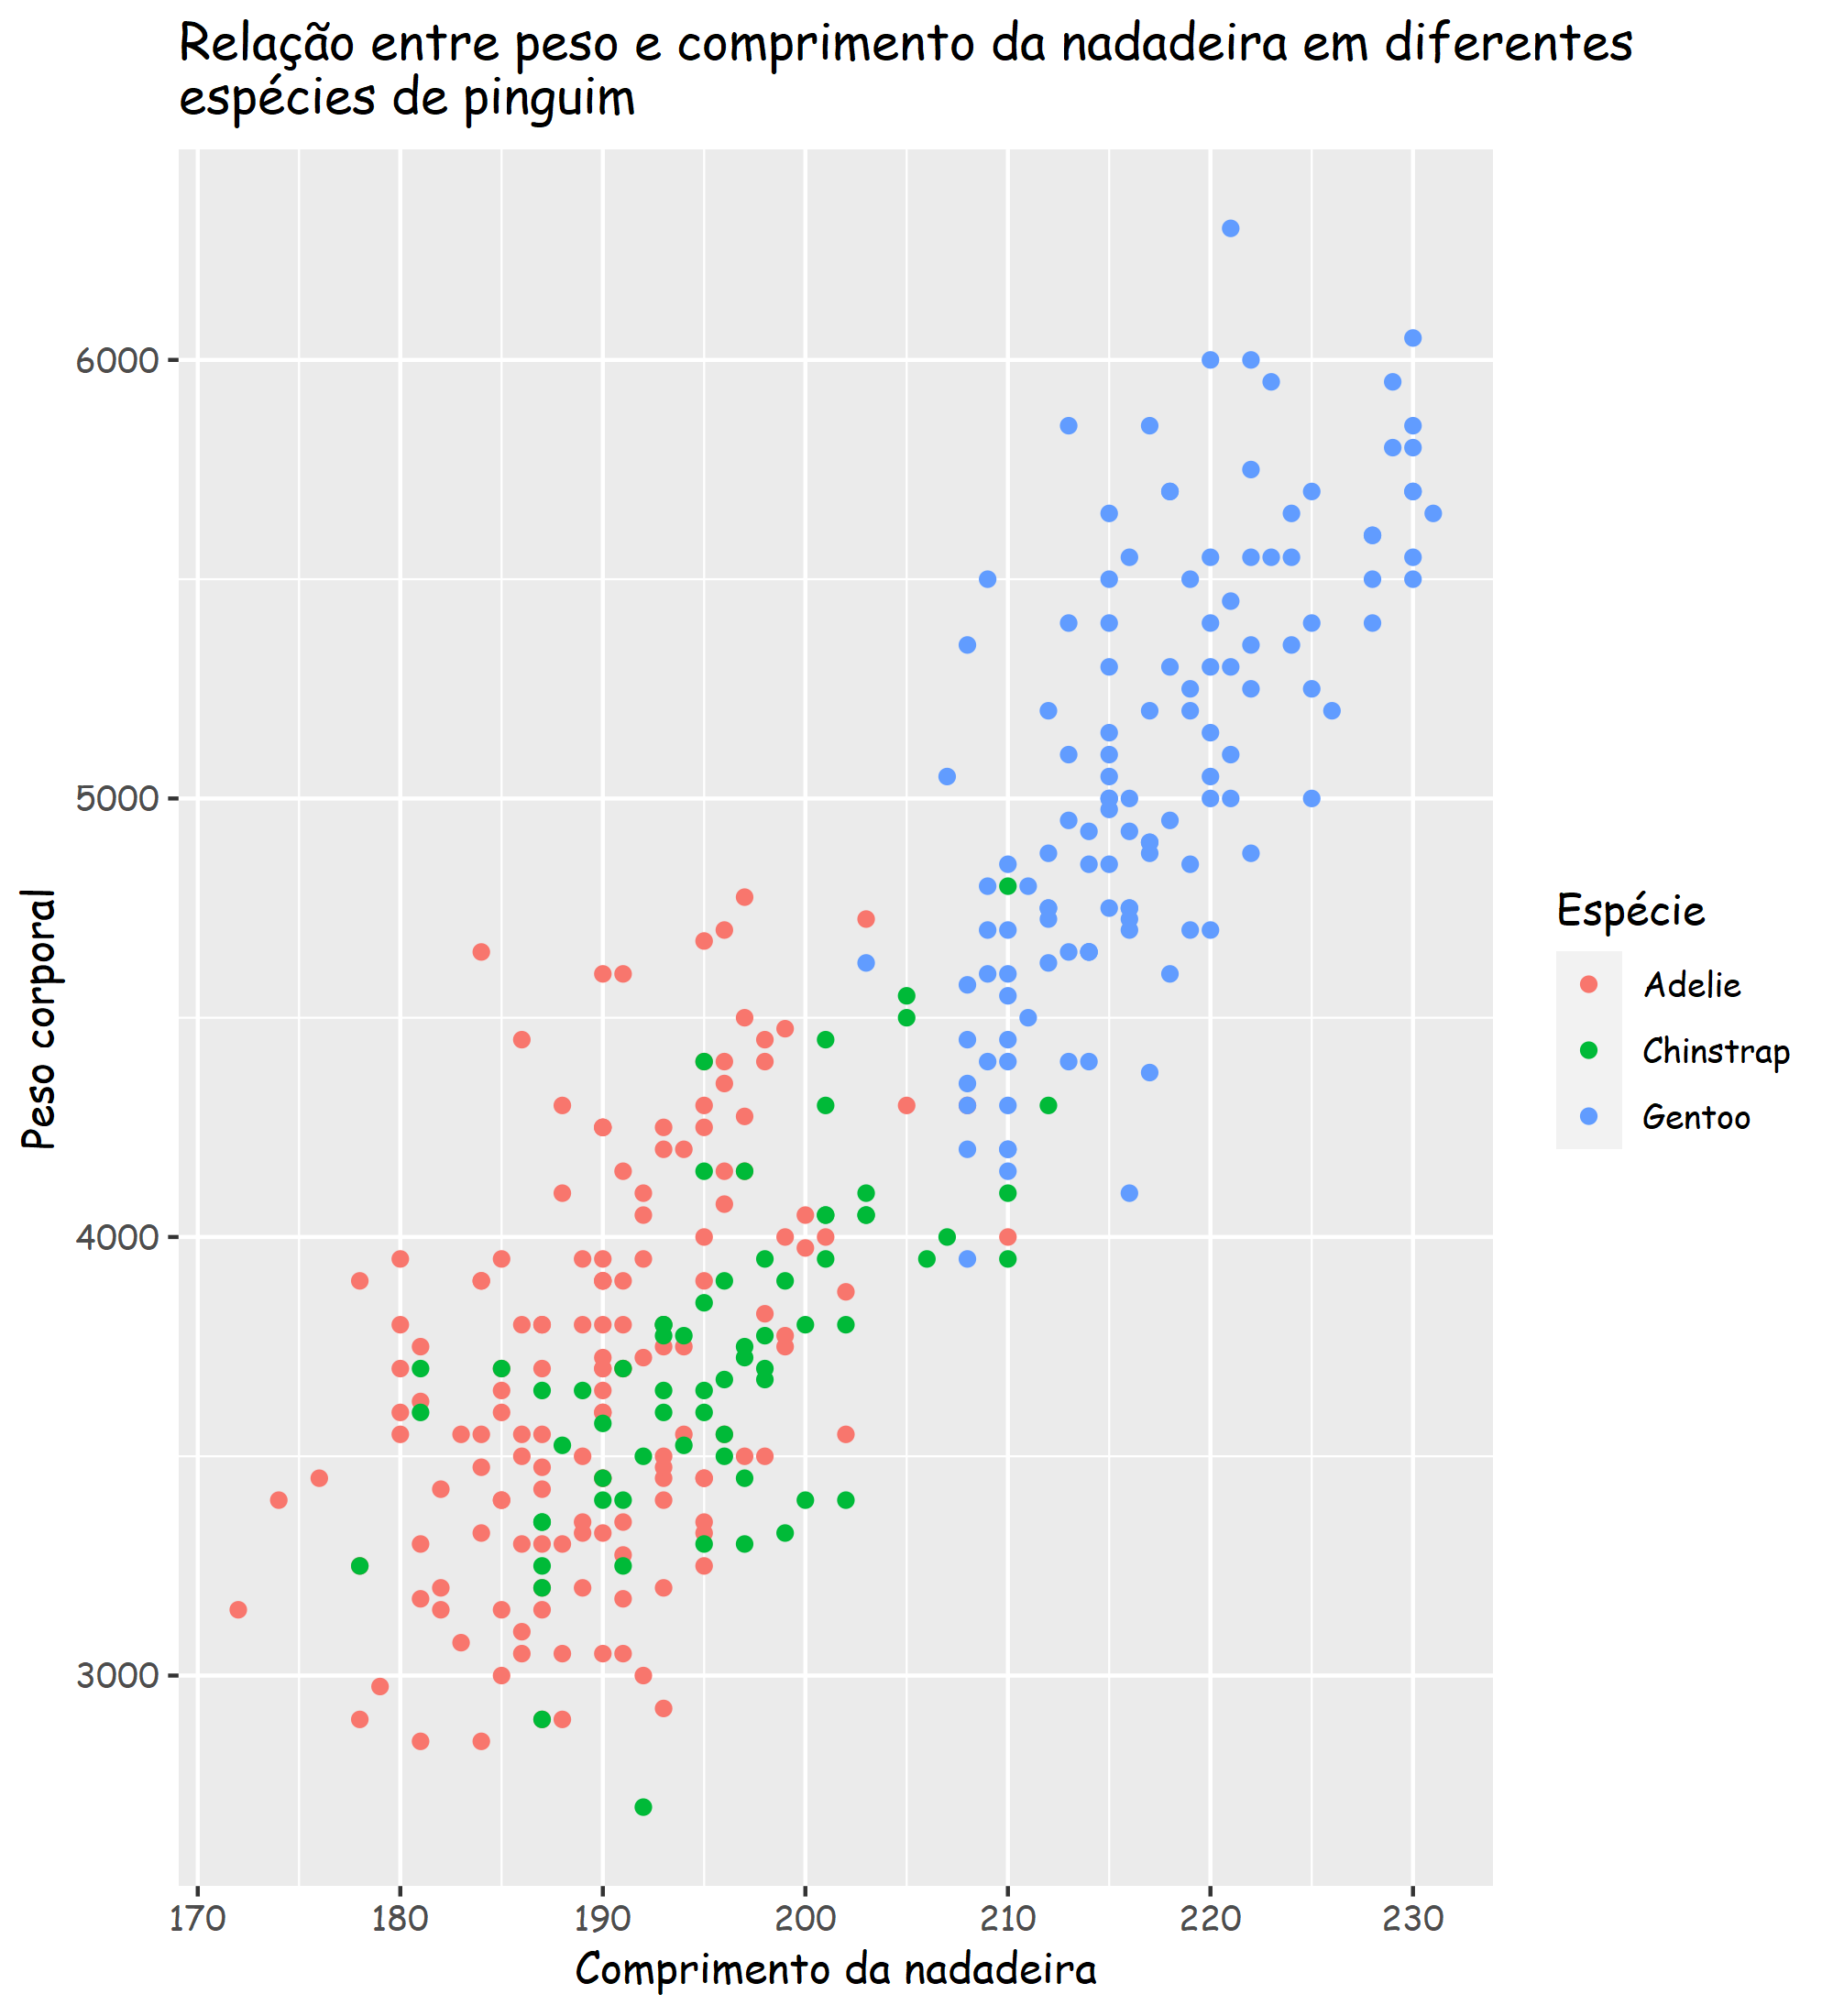 Relação entre peso e comprimento da nadadeira em diferentes
espécies de pinguim
6000
5000
4000
3000
Peso corporal
170 180 190 200 210 220 230
Comprimento da nadadeira
Espécie
Adelie
Chinstrap
Gentoo